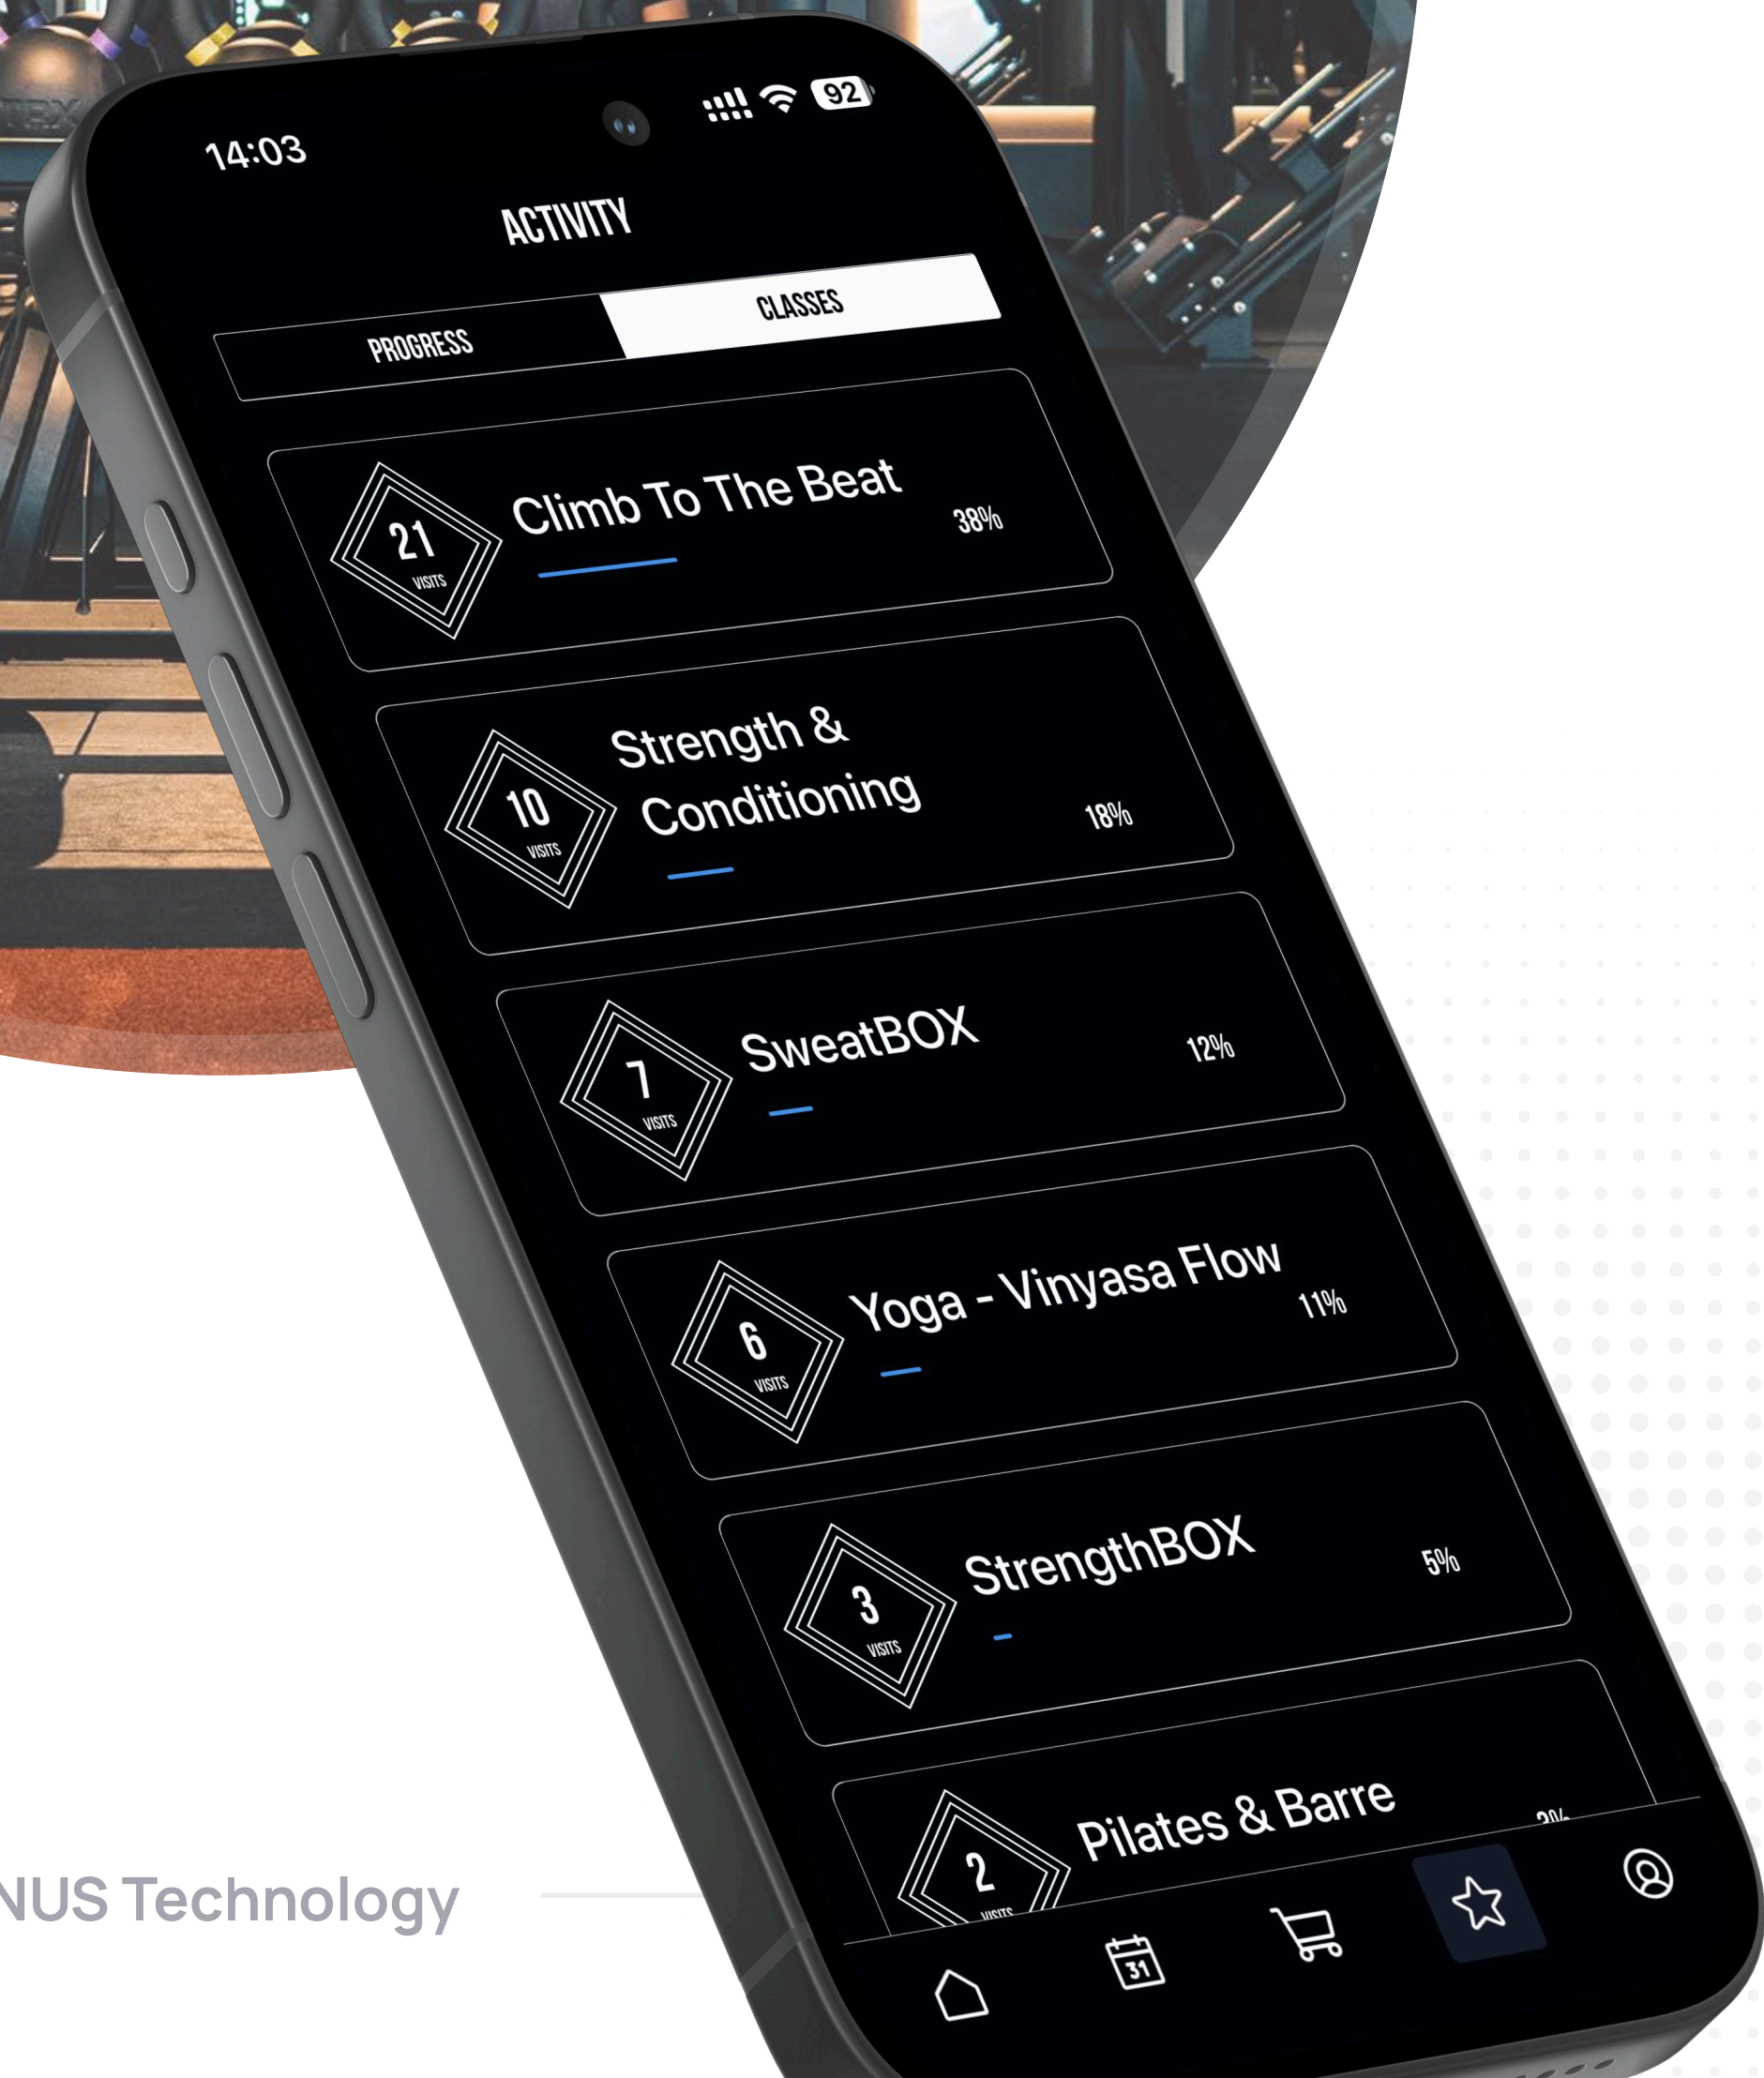 14:03
92
ACTIVITY
PROGRESS
CLASSES
21
VISITS
Climb To The Beat
38%
10
VISITS
Strength &
Conditioning
18%
7
VISITS
SweatBOX
12%
6
VISITS
Yoga - Vinyasa Flow
11%
3
VISITS
StrengthBOX
5%
2
VISITS
Pilates & Barre
31
NUS Technology